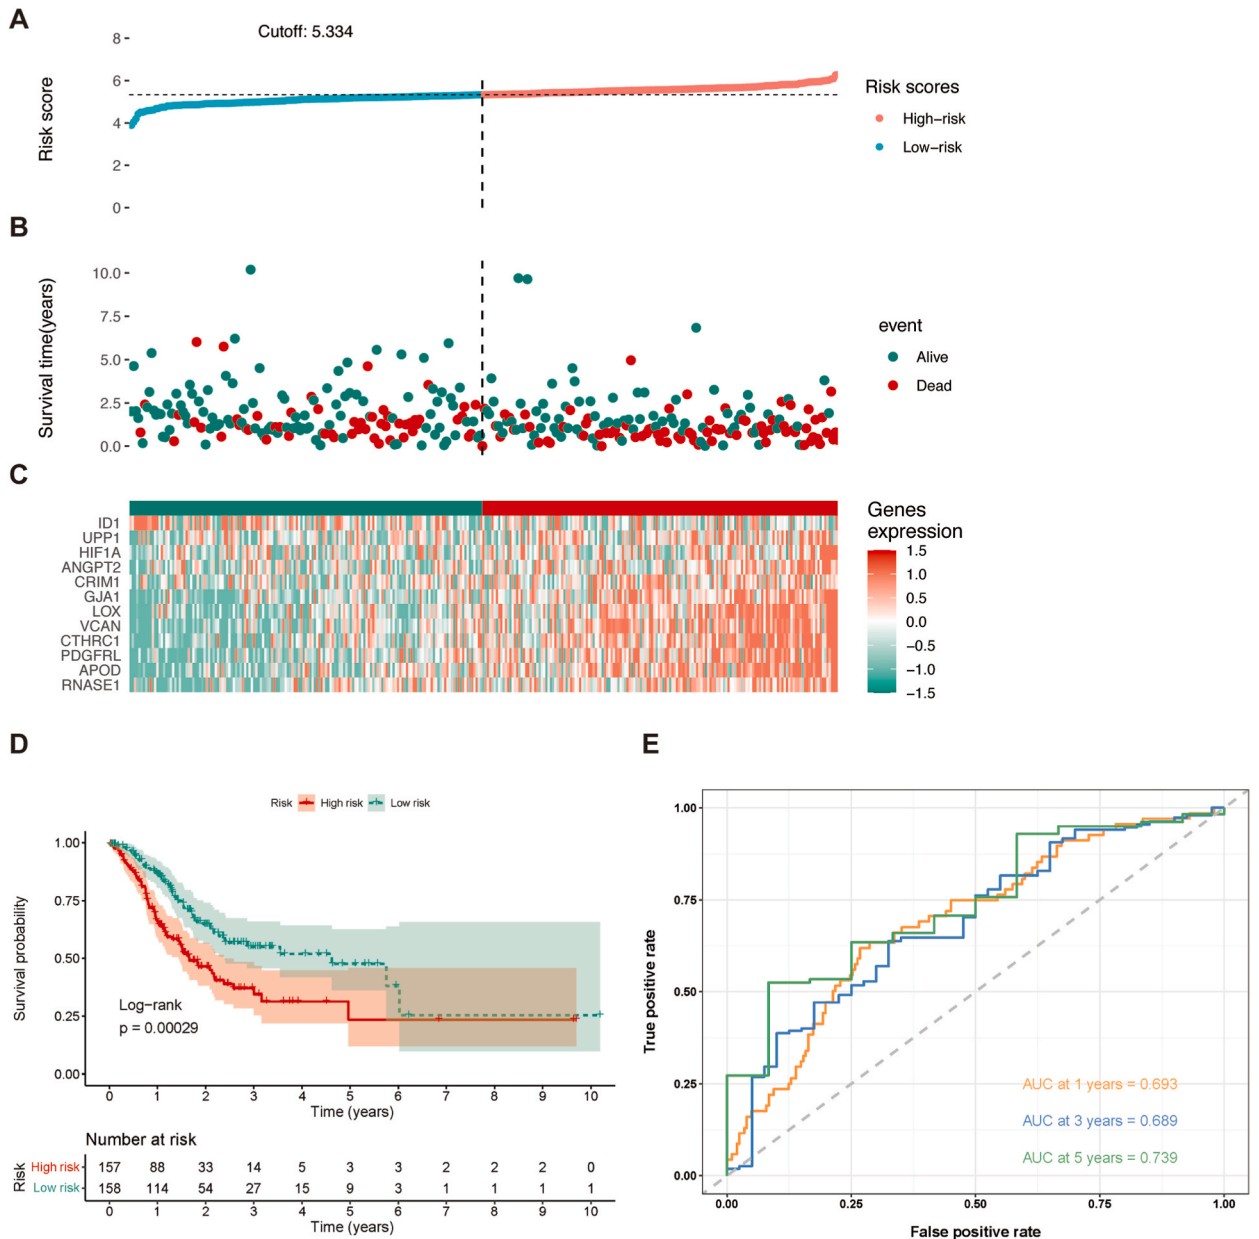 A
Cutoff: 5.334
8
6
4
2
0
Risk score
Risk scores
High-risk
Low-risk
B
10.0
7.5
5.0
2.5
0.0
Survival time(years)
event
Alive
Dead
C
ID1
UPP1
HIF1A
ANGPT2
CRIM1
GJA1
LOX
VCAN
CTHRC1
PDGFRL
APOD
RNASE1
Genes
expression
1.5
1.0
0.5
0.0
-0.5
-1.0
-1.5
D
Risk High risk Low risk
1.00
0.75
0.50
0.25
0.00
Survival probability
Log-rank
p = 0.00029
0 1 2 3 4 5 6 7 8 9 10
Time (years)
Number at risk
Risk
High risk 157 88 33 14 5 3 3 2 2 2 0
Low risk 158 114 54 27 15 9 3 1 1 1 1
0 1 2 3 4 5 6 7 8 9 10
Time (years)
E
1.00
0.75
0.50
0.25
0.00
True positive rate
AUC at 1 years = 0.693
AUC at 3 years = 0.689
AUC at 5 years = 0.739
0.00 0.25 0.50 0.75 1.00
False positive rate